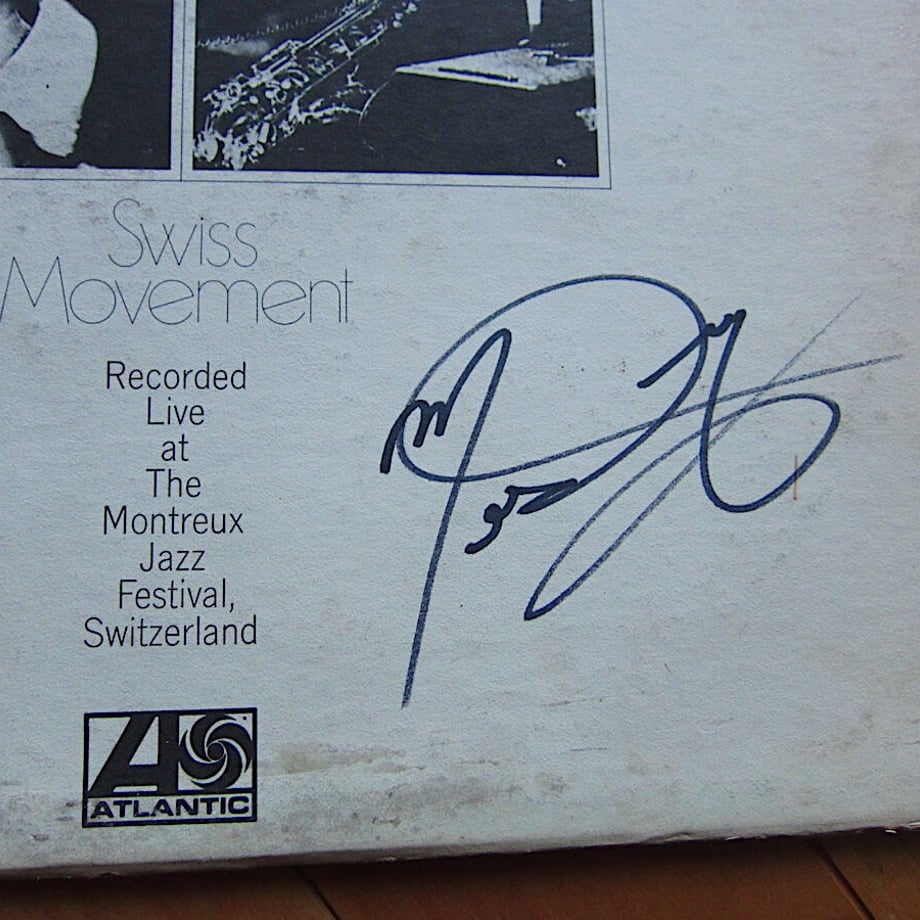 Swiss
Movement
Recorded
Live
at
The
Montreux
Jazz
Festival,
Switzerland
ATLANTIC